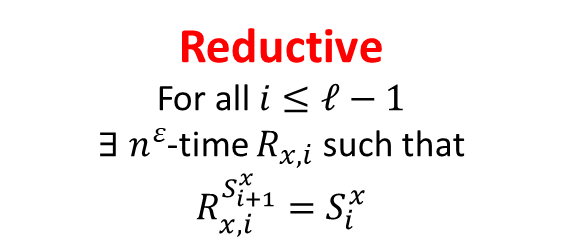 Reductive
For all 𝑖 ≤ ℓ − 1
∃ 𝑛^𝜀-time 𝑅_{𝑥,𝑖} such that
𝑅_{𝑥,𝑖}^{𝑆_{𝑖+1}^𝑥} = 𝑆_𝑖^𝑥